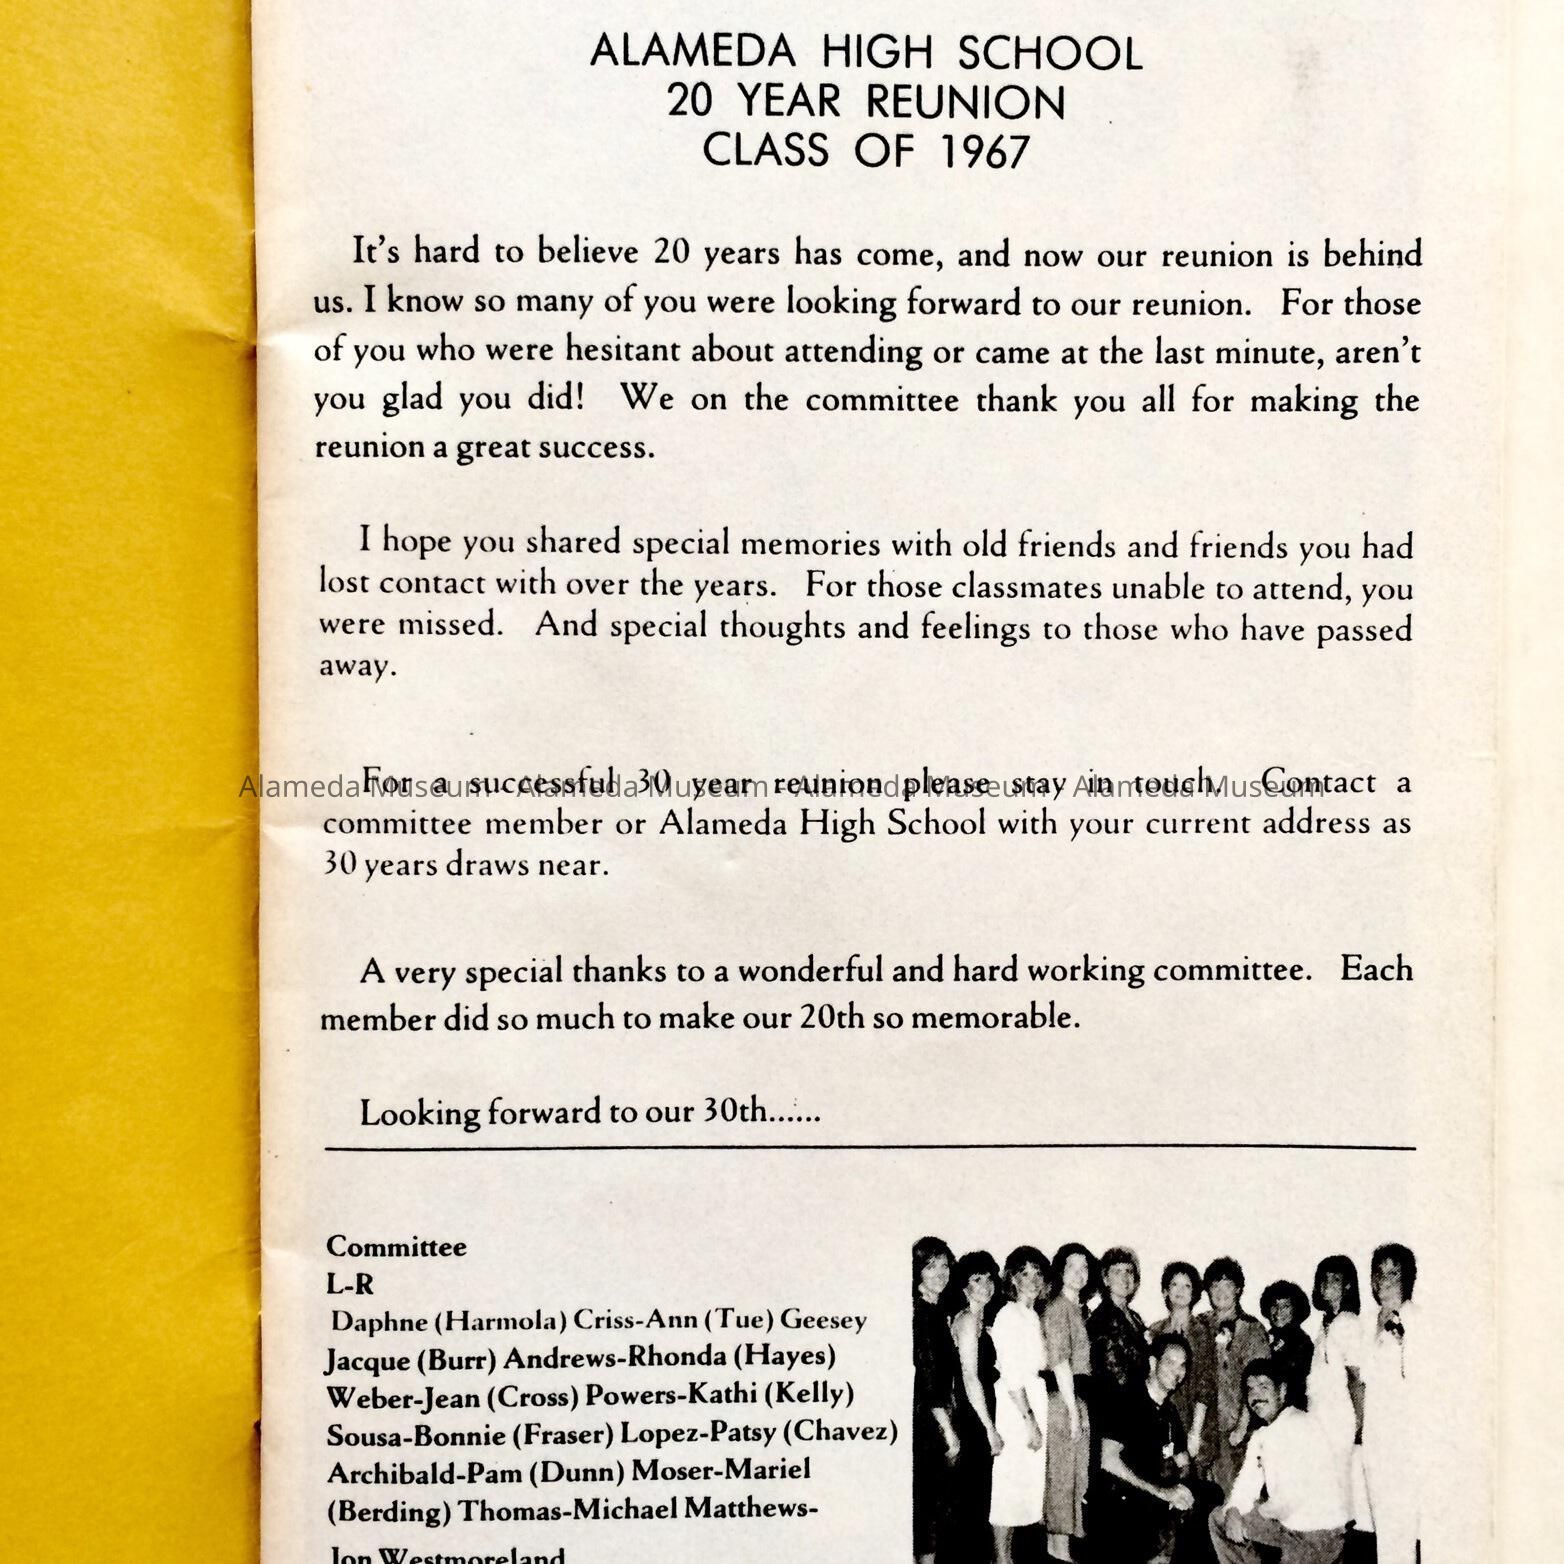 ALAMEDA HIGH SCHOOL
20 YEAR REUNION
CLASS OF 1967
It's hard to believe 20 years has come, and now our reunion is behind
us. I know so many of you were looking forward to our reunion. For those
of you who were hesitant about attending or came at the last minute, aren't
you glad you did! We on the committee thank you all for making the
reunion a great success.
I hope you shared special memories with old friends and friends you had
lost contact with over the years. For those classmates unable to attend, you
were missed. And special thoughts and feelings to those who have passed
away.
For a successful 30 year reunion please stay in touch. Contact a
Alameda Museum - Alameda Museum - Alameda Museum - Alameda Museum
committee member or Alameda High School with your current address as
30 years draws near.
A very special thanks to a wonderful and hard working committee. Each
member did so much to make our 20th so memorable.
Looking forward to our 30th......
Committee
L-R
Daphne (Harmola) Criss-Ann (Tue) Geesey
Jacque (Burr) Andrews-Rhonda (Hayes)
Weber-Jean (Cross) Powers-Kathi (Kelly)
Sousa-Bonnie (Fraser) Lopez-Patsy (Chavez)
Archibald-Pam (Dunn) Moser-Mariel
(Berding) Thomas-Michael Matthews-
Jon Westmoreland